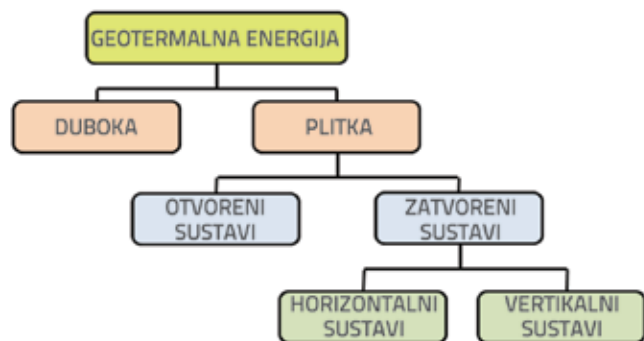 GEOTERMALNA ENERGIJA
DUBOKA
PLITKA
OTVORENI
SUSTAVI
ZATVORENI
SUSTAVI
HORIZONTALNI
SUSTAVI
VERTIKALNI
SUSTAVI